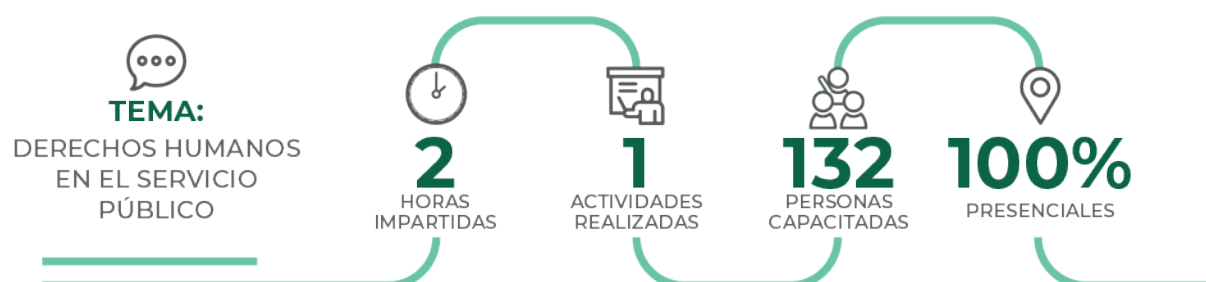 TEMA:
DERECHOS HUMANOS
EN EL SERVICIO
PÚBLICO
2
HORAS
IMPARTIDAS
1
ACTIVIDADES
REALIZADAS
132
PERSONAS
CAPACITADAS
100%
PRESENCIALES